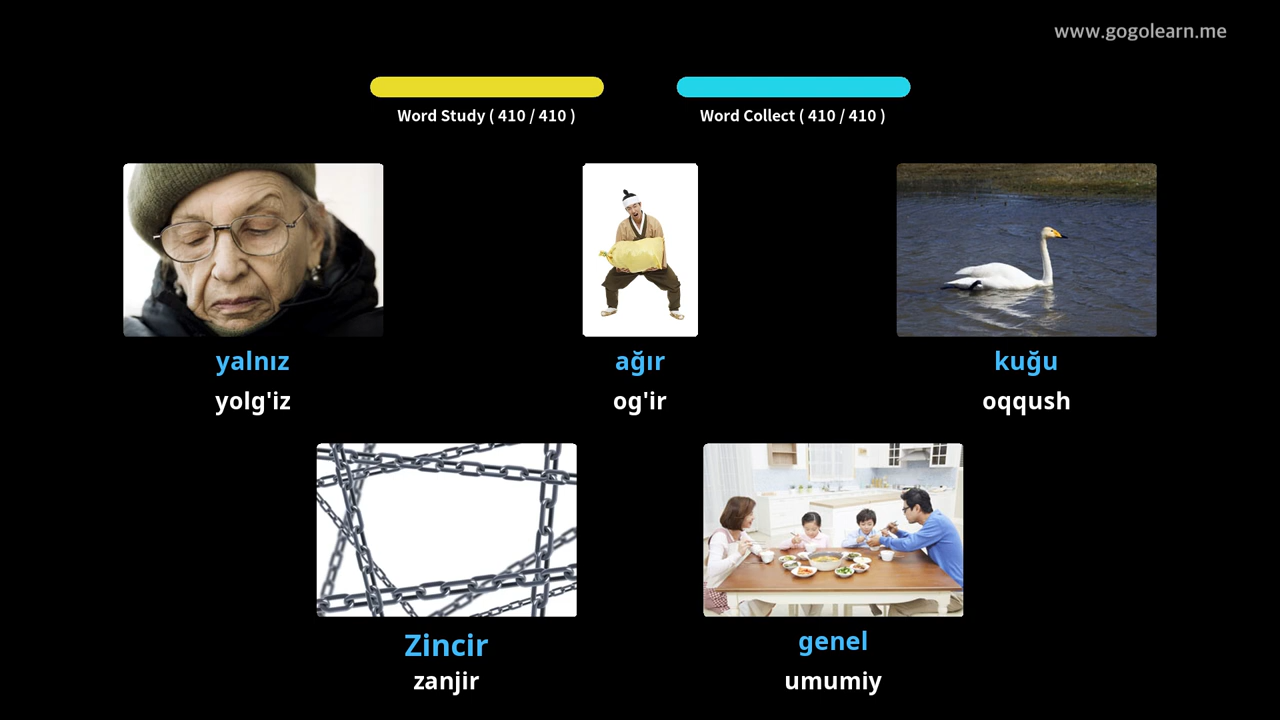 www.gogolearn.me
Word Study ( 410 / 410 )
Word Collect ( 410 / 410 )
yalnız
yolg'iz
ağır
og'ir
kuğu
oqqush
Zincir
zanjir
genel
umumiy